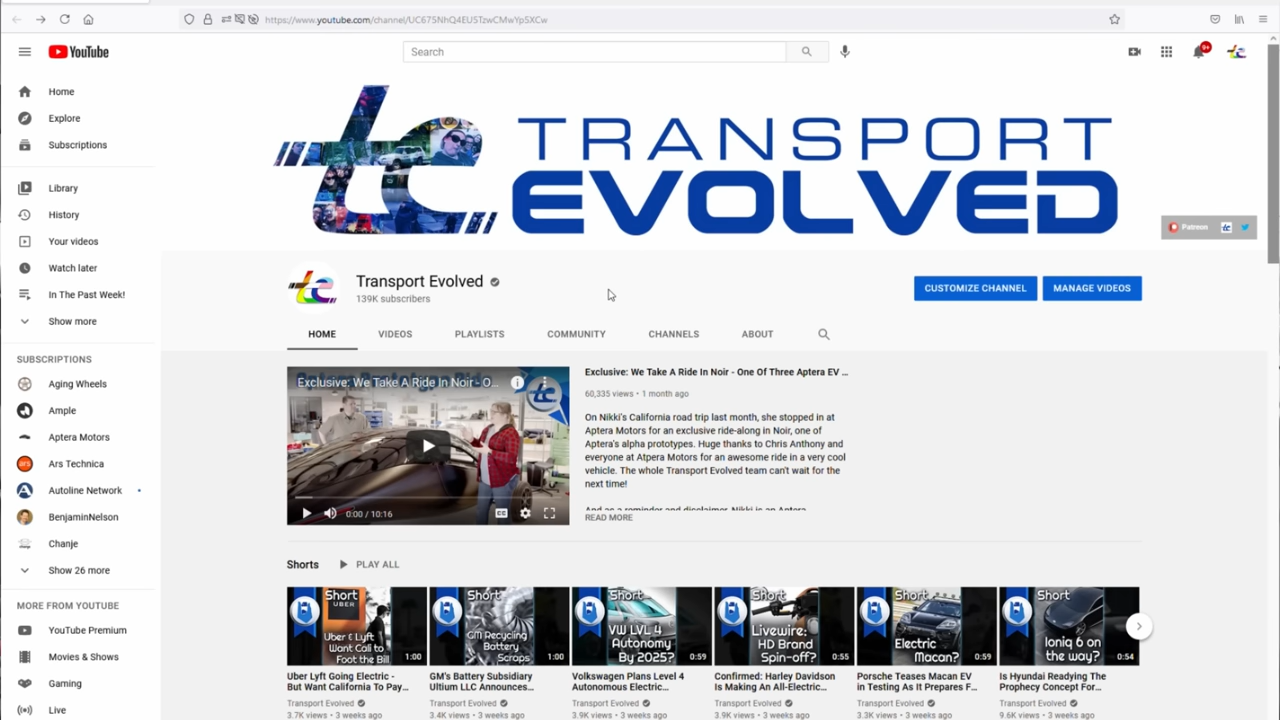 https://www.youtube.com/channel/UC67SNhQ4EU5TzwCMwYpSXCw
YouTube
Search
9+
Home
Explore
Subscriptions
Library
History
Your videos
Watch later
In The Past Week!
Show more
SUBSCRIPTIONS
Aging Wheels
Ample
Aptera Motors
Ars Technica
Autoline Network
BenjaminNelson
Chanje
Show 26 more
MORE FROM YOUTUBE
YouTube Premium
Movies & Shows
Gaming
Live
te
TRANSPORT
EVOLVED
Patreon
Transport Evolved
139K subscribers
CUSTOMIZE CHANNEL
MANAGE VIDEOS
HOME
VIDEOS
PLAYLISTS
COMMUNITY
CHANNELS
ABOUT
Exclusive: We Take A Ride In Noir - O...
0:00 / 10:16
Exclusive: We Take A Ride In Noir - One Of Three Aptera EV ...
60,335 views • 1 month ago
On Nikki's California road trip last month, she stopped in at
Aptera Motors for an exclusive ride-along in Noir, one of
Aptera's alpha prototypes. Huge thanks to Chris Anthony and
everyone at Atpera Motors for an awesome ride in a very cool
vehicle. The whole Transport Evolved team can't wait for the
next time!
And as a reminder and disclaimer, Nikki is an Aptera
READ MORE
Shorts
PLAY ALL
Short
UBER
Uber & Lyft
Want Call to
Foot the Bill
1:00
Short
GM Recycling
Battery
Scraps
1:00
Short
VW LVL 4
Autonomy
By 2025?
0:59
Short
Livewire:
HD Brand
Spin-off?
0:55
Short
Electric
Macan?
0:59
Short
Ioniq 6 on
the way?
0:54
Uber Lyft Going Electric -
But Want California To Pay...
Transport Evolved
3.7K views • 3 weeks ago
GM's Battery Subsidiary
Ultium LLC Announces...
Transport Evolved
3.4K views • 3 weeks ago
Volkswagen Plans Level 4
Autonomous Electric...
Transport Evolved
3.9K views • 3 weeks ago
Confirmed: Harley Davidson
Is Making An All-Electric...
Transport Evolved
3.9K views • 3 weeks ago
Porsche Teases Macan EV
in Testing As It Prepares F...
Transport Evolved
3.3K views • 3 weeks ago
Is Hyundai Readying The
Prophecy Concept For...
Transport Evolved
9.6K views • 3 weeks ago